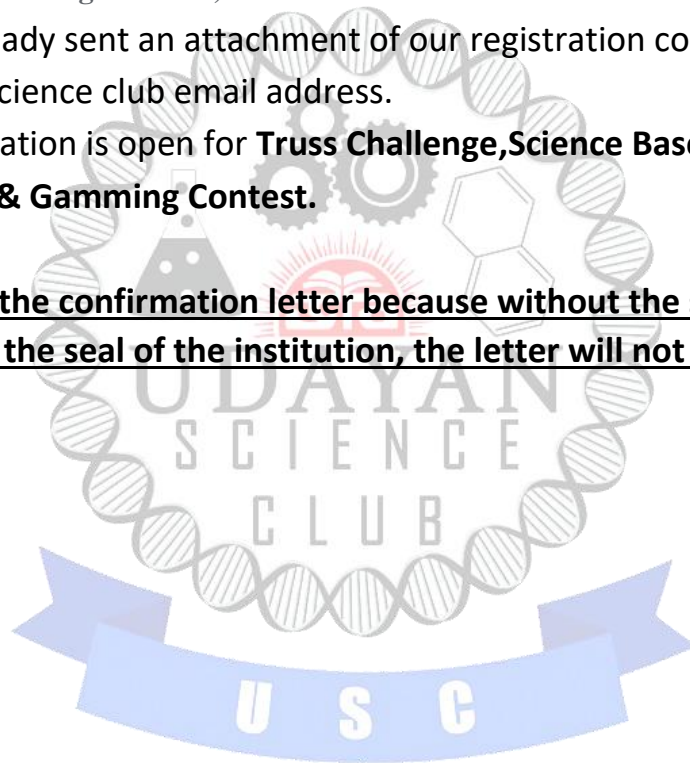 ady sent an attachment of our registration co
cience club email address.
ation is open for Truss Challenge,Science Base
& Gamming Contest.
the confirmation letter because without the
the seal of the institution, the letter will not
UDAYAN
SCIENCE
CLUB
USC